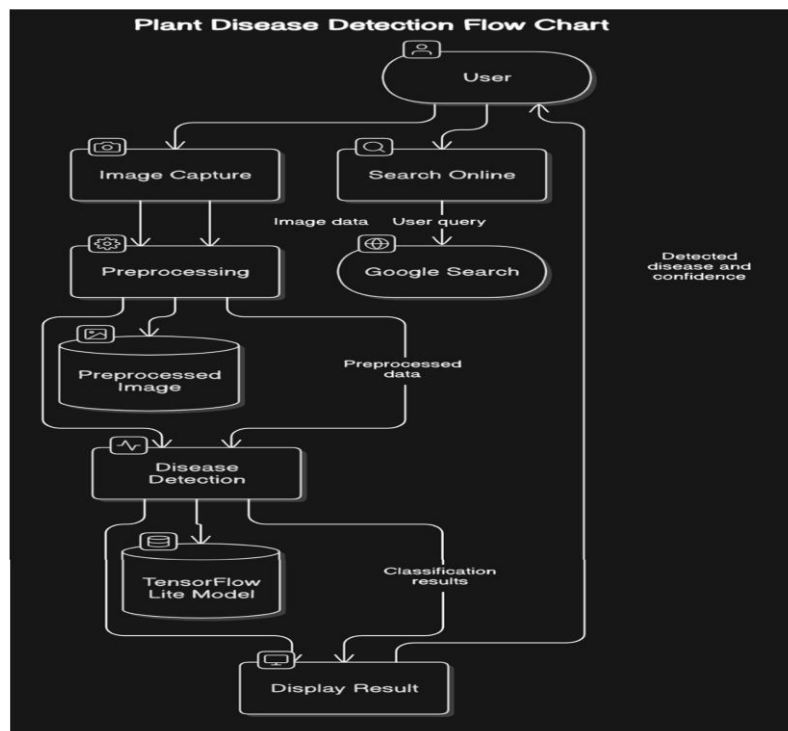 Plant Disease Detection Flow Chart
User
Image Capture
Search Online
Image data
User query
Preprocessing
Google Search
Detected
disease and
confidence
Preprocessed
Image
Preprocessed
data
Disease
Detection
TensorFlow
Lite Model
Classification
results
Display Result